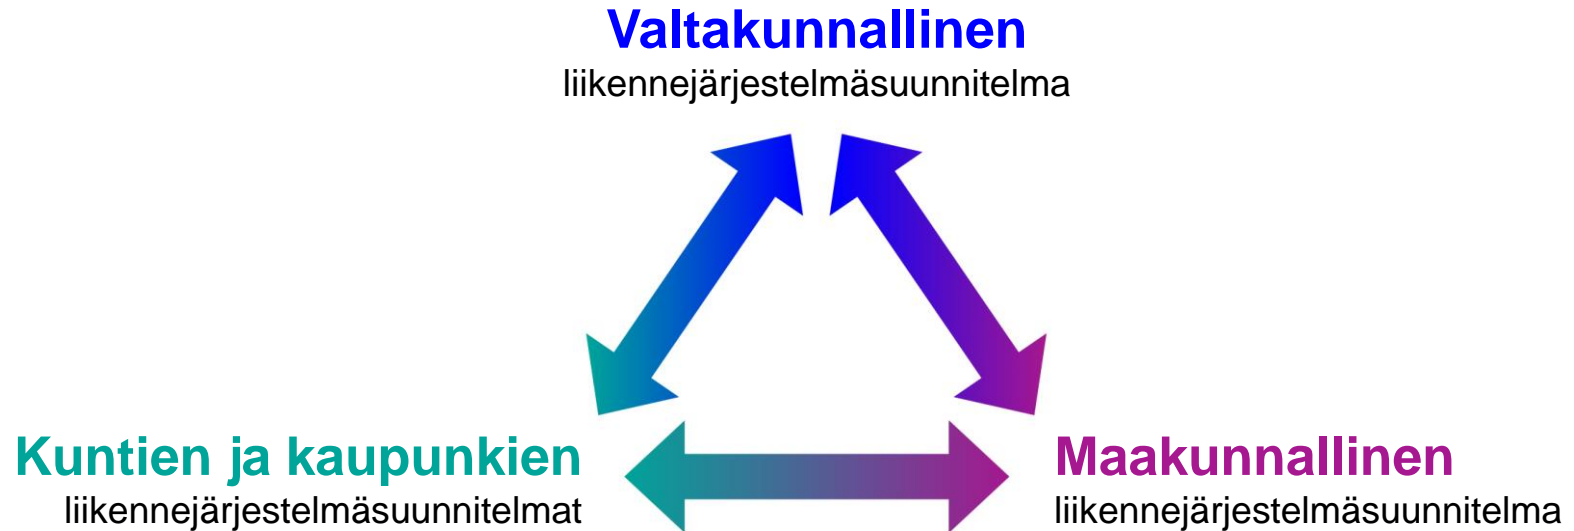 Valtakunnallinen
liikennejärjestelmäsuunnitelma
Kuntien ja kaupunkien
liikennejärjestelmäsuunnitelmat
Maakunnallinen
liikennejärjestelmäsuunnitelma